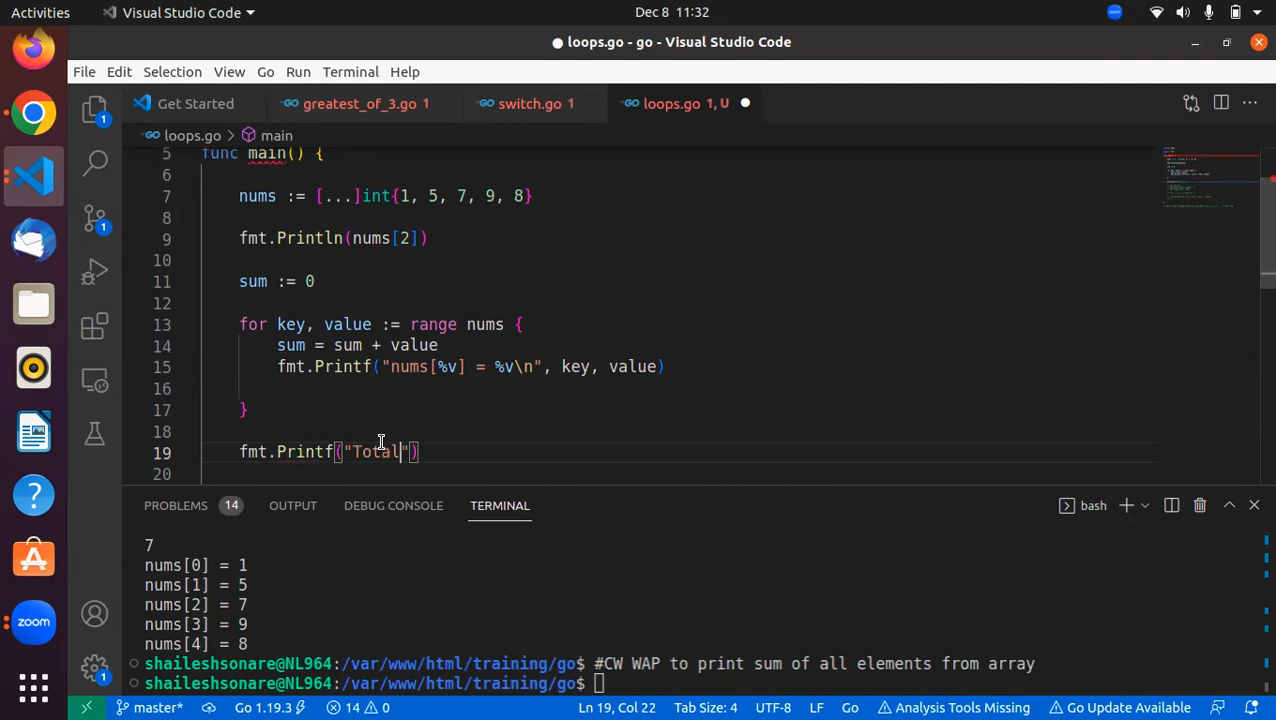 Activities Visual Studio Code Dec 8 11:32
loops.go - go - Visual Studio Code
File Edit Selection View Go Run Terminal Help
Get Started greatest_of_3.go 1 switch.go 1 loops.go 1, U
loops.go > main
5 func main() {
6
7 nums := [...]int{1, 5, 7, 9, 8}
8
9 fmt.Println(nums[2])
10
11 sum := 0
12
13 for key, value := range nums {
14 sum = sum + value
15 fmt.Printf("nums[%v] = %v\n", key, value)
16
17 }
18
19 fmt.Printf("Total")
20
PROBLEMS 14 OUTPUT DEBUG CONSOLE TERMINAL bash
7
nums[0] = 1
nums[1] = 5
nums[2] = 7
nums[3] = 9
nums[4] = 8
shaileshsonare@NL964:/var/www/html/training/go$ #CW WAP to print sum of all elements from array
shaileshsonare@NL964:/var/www/html/training/go$
1
1
1
zoom
master* Go 1.19.3 14 0 Ln 19, Col 22 Tab Size: 4 UTF-8 LF Go Analysis Tools Missing Go Update Available